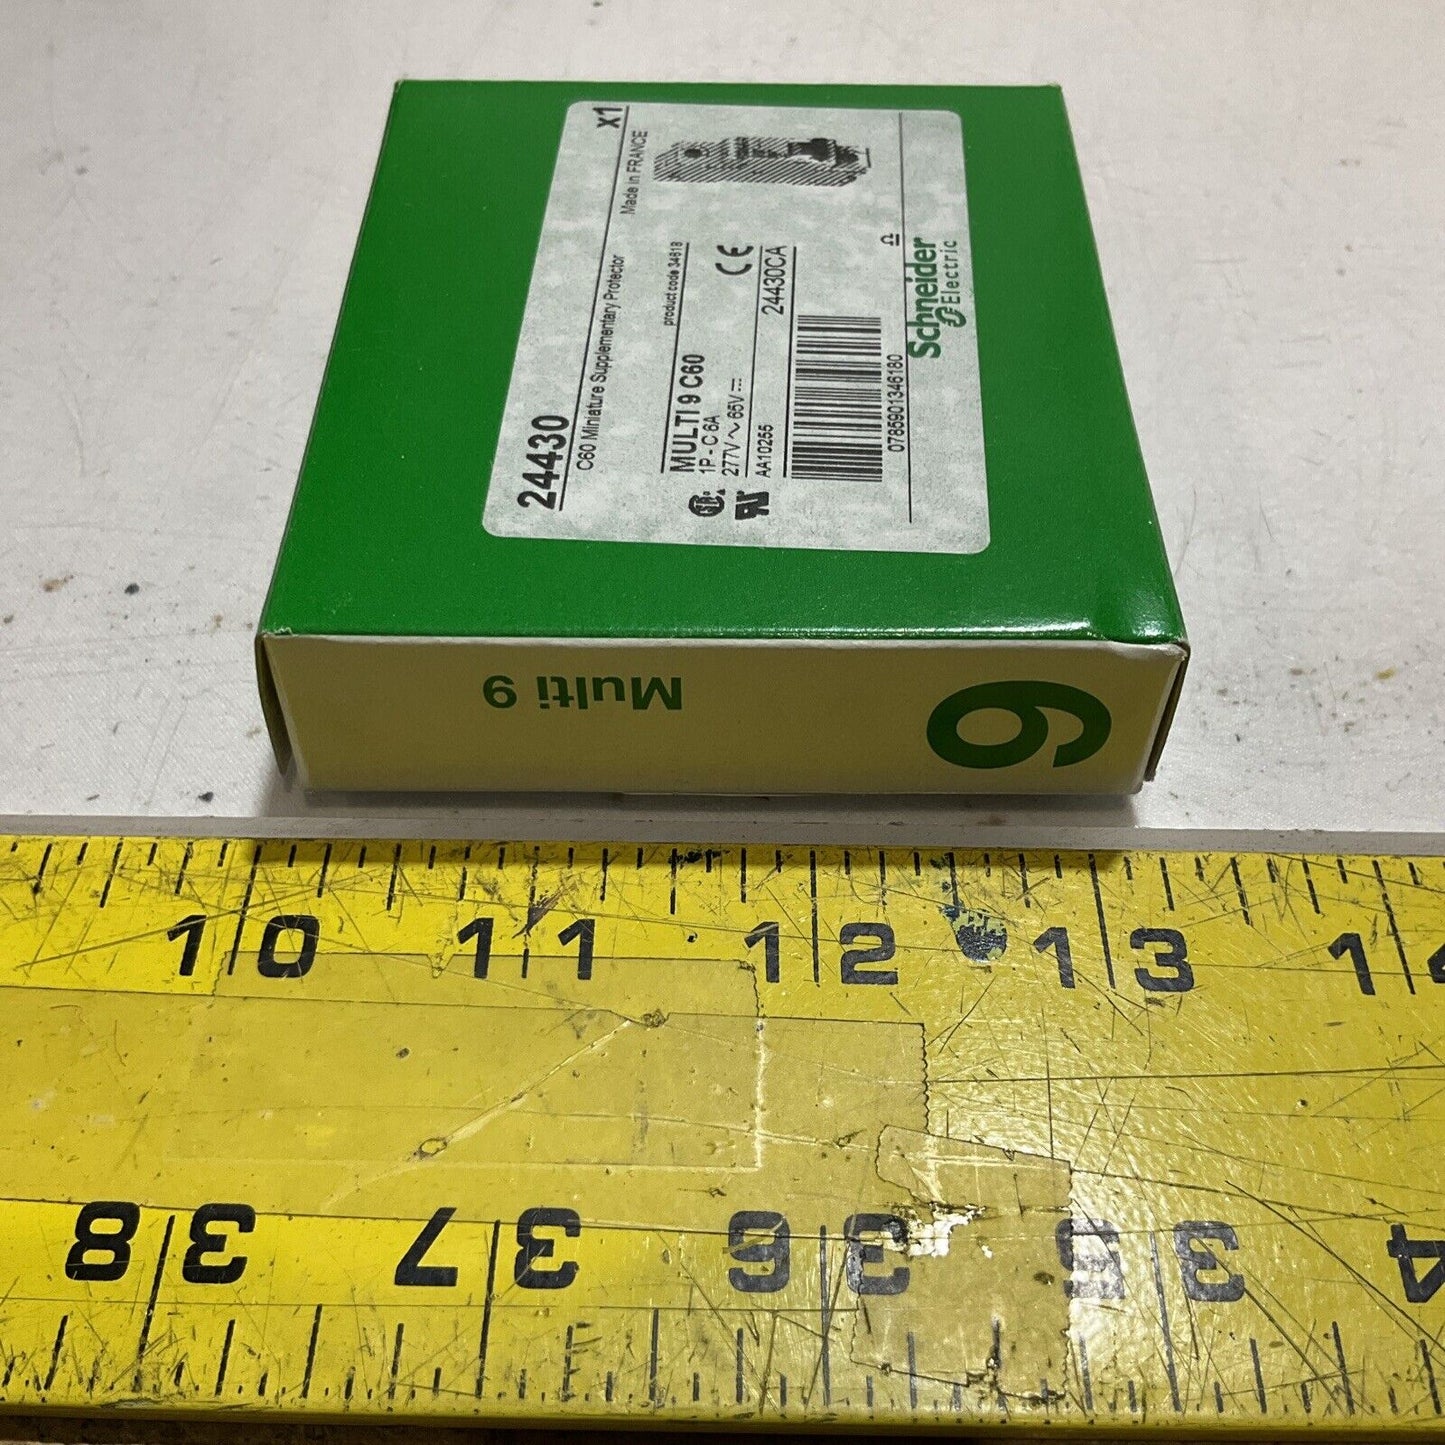 24430
X1
C60 Miniature Supplementary Protector
Made in FRANCE
MULTI 9 C60
product code 34618
1P - C 6A
277V ~ 65V
CE
AA10255
24430CA
0785901346180
Schneider
Electric
Multi 9
9
10 11 12 13 14
38 37 36 35 34